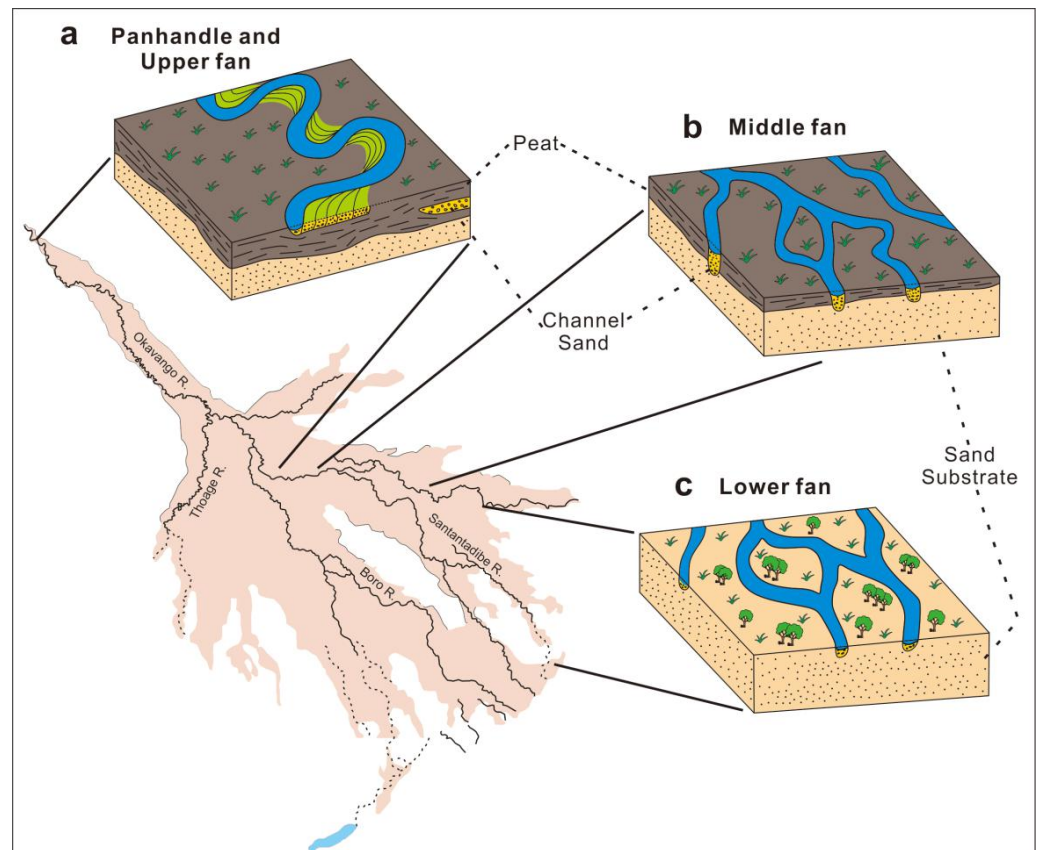 a Panhandle and
Upper fan
b Middle fan
Peat
Channel
Sand
Okavango R.
Thoage R.
Santantadibe R.
Boro R.
Sand
Substrate
c Lower fan